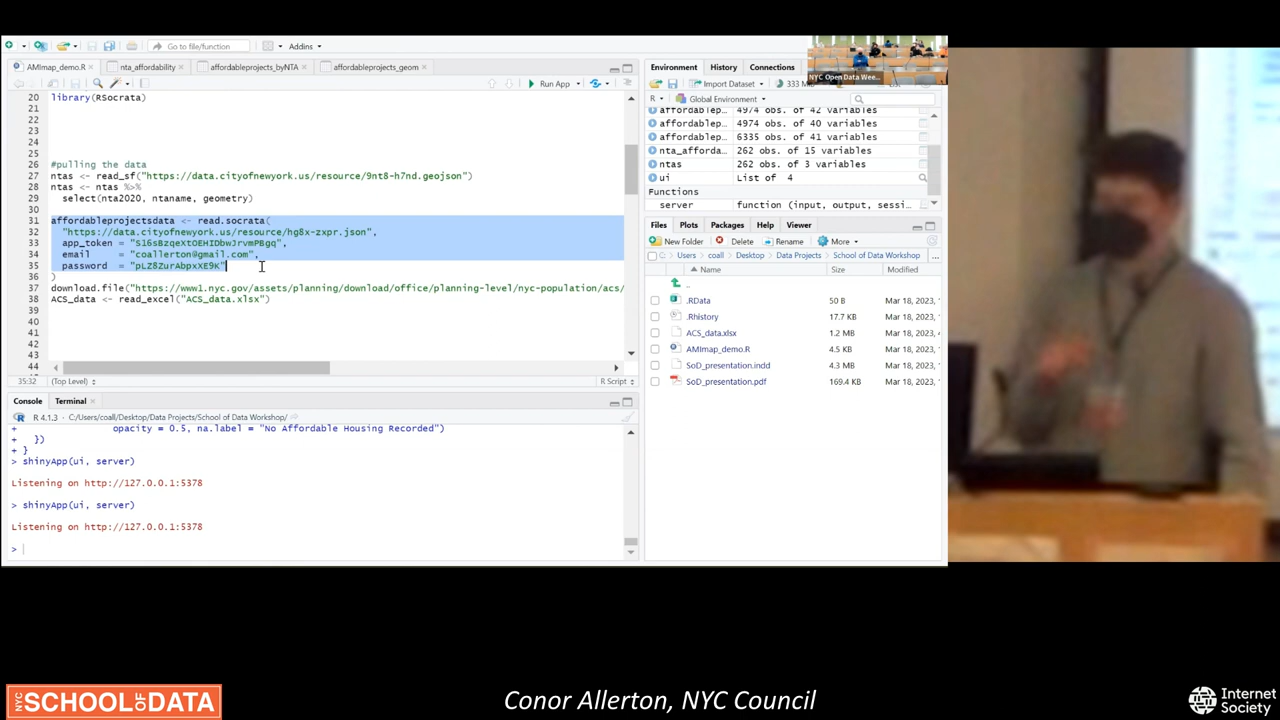 Go to file/function
Addins
AMImap_demo.R
nta_affordability
affordableprojects_byNTA
affordableprojects_geom
Run App
20 library(RSocrata)
21
22
23
24
25
26 #pulling the data
27 ntas <- read_sf("https://data.cityofnewyork.us/resource/9nt8-h7nd.geojson")
28 ntas <- ntas %>%
29 select(nta2020, ntaname, geometry)
30
31 affordableprojectsdata <- read.socrata(
32 "https://data.cityofnewyork.us/resource/hg8x-zxpr.json",
33 app_token =
34 email = "coallerton@gmail.com",
35 password =
36 )
37 download.file("https://www1.nyc.gov/assets/planning/download/office/planning-level/nyc-population/acs/
38 ACS_data <- read_excel("ACS_data.xlsx")
39
40
41
42
43
44
35:32 (Top Level) R Script
Console Terminal
R 4.1.3 · C:/Users/coall/Desktop/Data Projects/School of Data Workshop/
+ opacity = 0.5, na.label = "No Affordable Housing Recorded")
+ })
+ }
> shinyApp(ui, server)
Listening on http://127.0.0.1:5378
> shinyApp(ui, server)
Listening on http://127.0.0.1:5378
>
Environment History Connections
Import Dataset 333
R Global Environment
affordablep… 4974 obs. of 42 variables
affordablep… 4974 obs. of 40 variables
affordablep… 6335 obs. of 41 variables
nta_afforda… 262 obs. of 15 variables
ntas 262 obs. of 3 variables
ui List of 4
Functions
server function (input, output, sessi…
Files Plots Packages Help Viewer
New Folder Delete Rename More
C: Users coall Desktop Data Projects School of Data Workshop ...
Name Size Modified
..
.RData 50 B Mar 18, 2023,
.Rhistory 17.7 KB Mar 18, 2023,
ACS_data.xlsx 1.2 MB Mar 18, 2023,
AMImap_demo.R 4.5 KB Mar 18, 2023,
SoD_presentation.indd 4.3 MB Mar 18, 2023,
SoD_presentation.pdf 169.4 KB Mar 18, 2023,
NYC Open Data Wee...
NYC SCHOOL OF DATA
Conor Allerton, NYC Council
Internet
Society